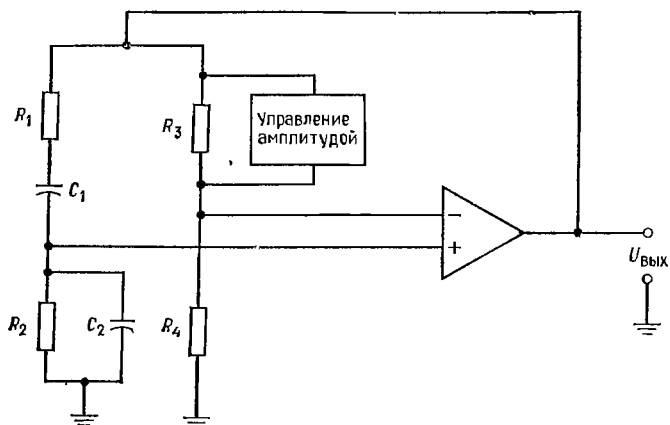 R1
R3
Управление
амплитудой
C1
−
+
Uвых
R2
C2
R4